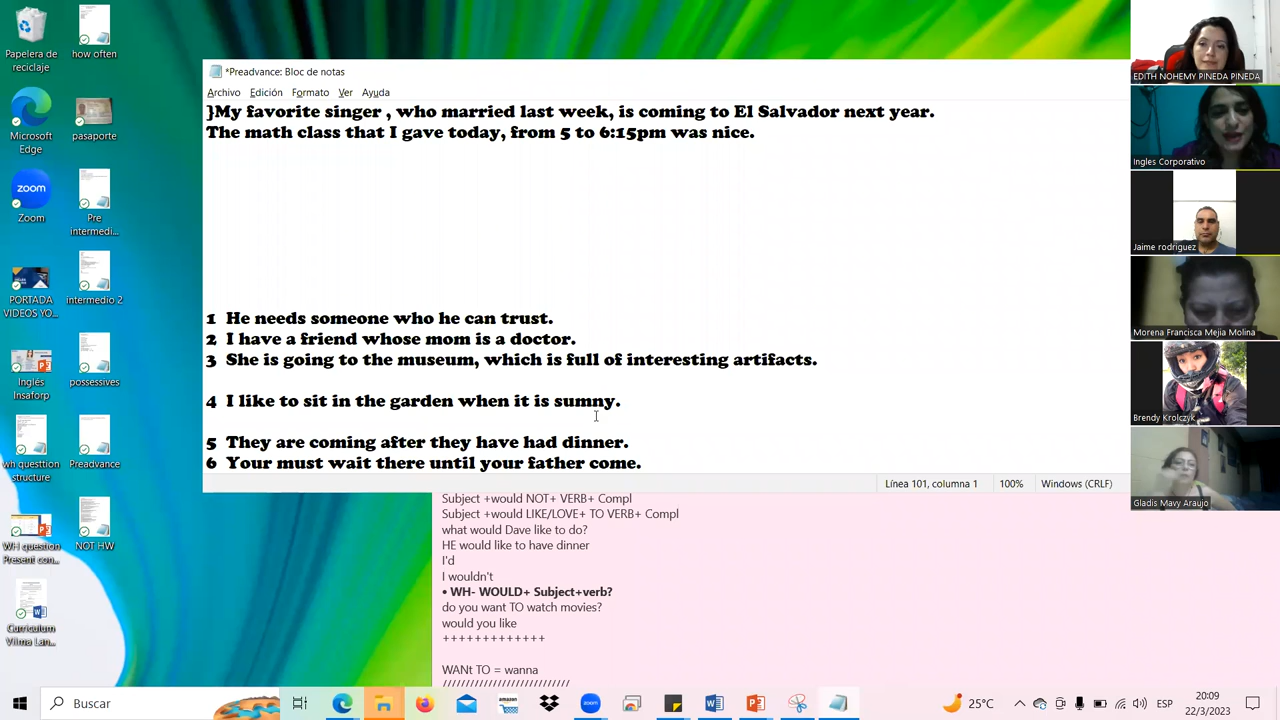 Papelera de
reciclaje
how often
Microsoft
Edge
pasaporte
Zoom
Pre
intermedi...
PORTADA
VIDEOS YO...
intermedio 2
Inglés
Insaforp
possessives
wh questtion
structure
Preadvance
WH question
Present con...
NOT HW
Curriculum
Vilma Lan...
*Preadvance: Bloc de notas
Archivo Edición Formato Ver Ayuda
}My favorite singer , who married last week, is coming to El Salvador next year.
The math class that I gave today, from 5 to 6:15pm was nice.
1 He needs someone who he can trust.
2 I have a friend whose mom is a doctor.
3 She is going to the museum, which is full of interesting artifacts.
4 I like to sit in the garden when it is sumny.
5 They are coming after they have had dinner.
6 Your must wait there until your father come.
Línea 101, columna 1 100% Windows (CRLF)
Subject +would NOT+ VERB+ Compl
Subject +would LIKE/LOVE+ TO VERB+ Compl
what would Dave like to do?
HE would like to have dinner
I'd
I wouldn't
• WH- WOULD+ Subject+verb?
do you want TO watch movies?
would you like
+++++++++++++
WANt TO = wanna
//////////////////////////
EDITH NOHEMY PINEDA PINEDA
Ingles Corporativo
Jaime rodriguez
Morena Francisca Mejia Molina
Brendy Krolczyk
Gladis Mavy Araujo
Buscar
amazon
zoom
25°C
ESP
20:09
22/3/2023